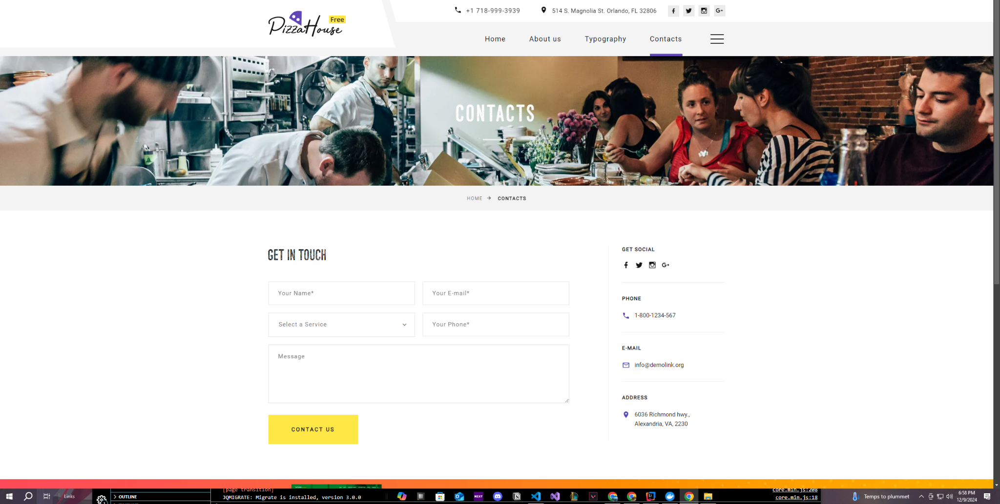 +1 718-999-3939
514 S. Magnolia St. Orlando, FL 32806
G+
PizzaHouse
Free
Home
About us
Typography
Contacts
CONTACTS
HOME → CONTACTS
GET IN TOUCH
Your Name*
Your E-mail*
Select a Service
Your Phone*
Message
CONTACT US
GET SOCIAL
G+
PHONE
1-800-1234-567
E-MAIL
info@demolink.org
ADDRESS
6036 Richmond hwy.,
Alexandria, VA, 2230
Links
OUTLINE
[page transition]
JQMIGRATE: Migrate is installed, version 3.0.0
core.min.js:208
core.min.js:18
Temps to plummet
6:58 PM
12/9/2024